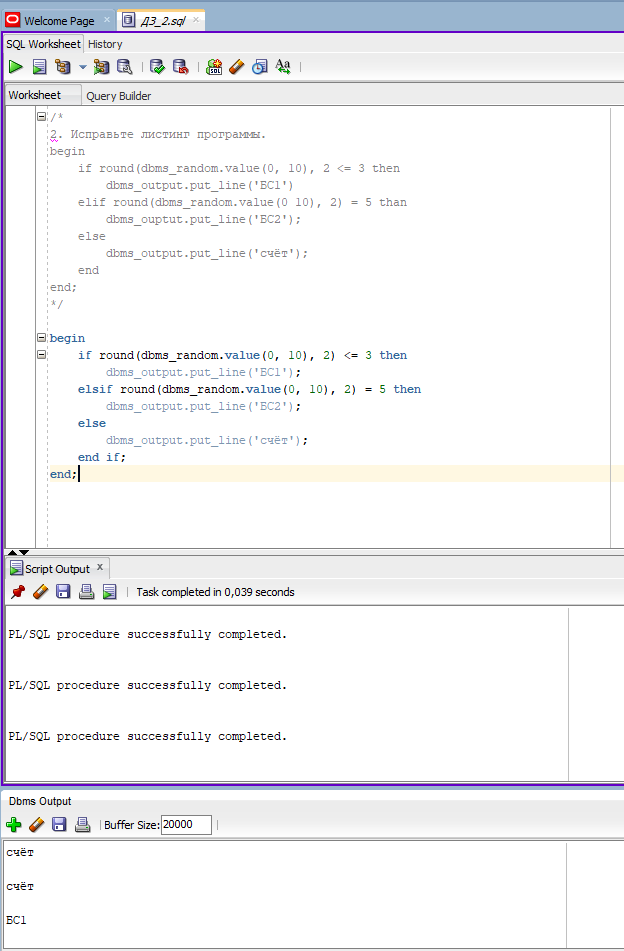 Welcome Page
ДЗ_2.sql
SQL Worksheet History
SQL
Aa
Worksheet Query Builder
/*
2. Исправьте листинг программы.
begin
    if round(dbms_random.value(0, 10), 2 <= 3 then
        dbms_output.put_line('БС1')
    elif round(dbms_random.value(0 10), 2) = 5 than
        dbms_ouptut.put_line('БС2');
    else
        dbms_output.put_line('счёт');
    end
end;
*/
begin
    if round(dbms_random.value(0, 10), 2) <= 3 then
        dbms_output.put_line('БС1');
    elsif round(dbms_random.value(0, 10), 2) = 5 then
        dbms_output.put_line('БС2');
    else
        dbms_output.put_line('счёт');
    end if;
end;
Script Output
Task completed in 0,039 seconds
PL/SQL procedure successfully completed.
PL/SQL procedure successfully completed.
PL/SQL procedure successfully completed.
Dbms Output
Buffer Size: 20000
счёт
счёт
БС1